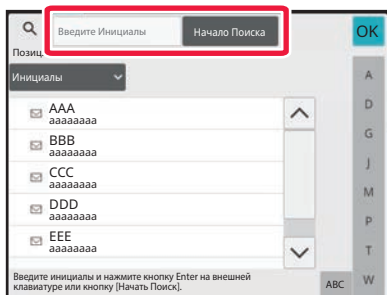 Введите Инициалы
Начало Поиска
OK
Позиц
Инициалы
AAA
aaaaaaaa
BBB
aaaaaaaa
CCC
aaaaaaaa
DDD
aaaaaaaa
EEE
aaaaaaaa
A
D
G
J
M
P
T
W
Введите инициалы и нажмите кнопку Enter на внешней
клавиатуре или кнопку [Начать Поиск].
ABC